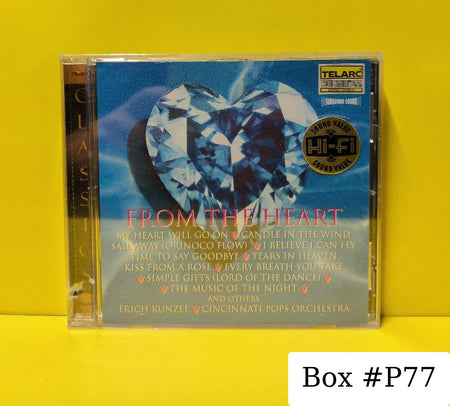 TELARC
SURROUND SOUND
SOUND VALUE
Hi-Fi
SOUND VALUE
CLASSICS
FROM THE HEART
MY HEART WILL GO ON CANDLE IN THE WIND
SAIL AWAY (ORINOCO FLOW) I BELIEVE I CAN FLY
TIME TO SAY GOODBYE TEARS IN HEAVEN
KISS FROM A ROSE EVERY BREATH YOU TAKE
SIMPLE GIFTS (LORD OF THE DANCE)
THE MUSIC OF THE NIGHT
AND OTHERS
ERICH KUNZEL CINCINNATI POPS ORCHESTRA
Box #P77